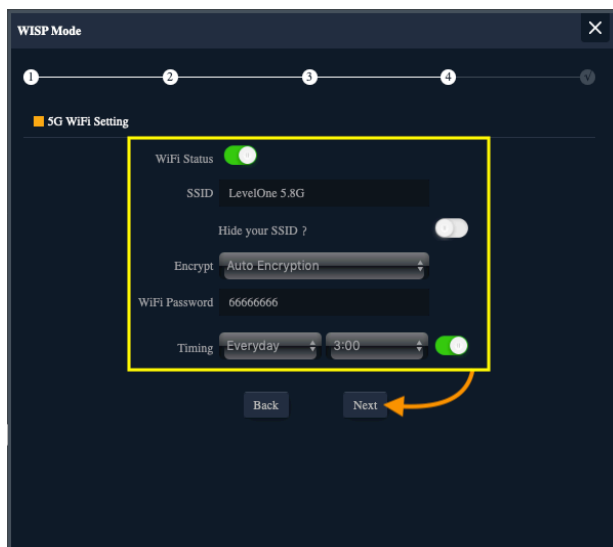 WISP Mode
1 2 3 4 √
5G WiFi Setting
WiFi Status
SSID LevelOne 5.8G
Hide your SSID ?
Encrypt Auto Encryption
WiFi Password 66666666
Timing Everyday 3:00
Back Next